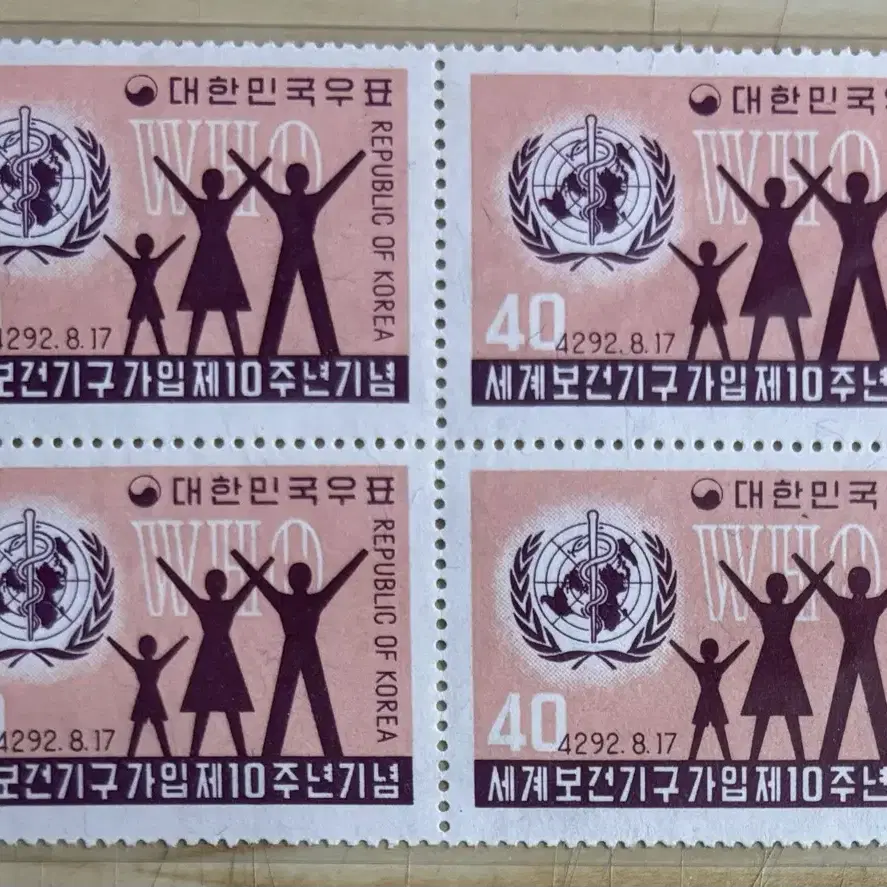 대한민국우표
WHO
REPUBLIC OF KOREA
4292.8.17
보건기구가입제10주년기념
대한민국우
WHO
40
4292.8.17
세계보건기구가입제10주년
대한민국우표
WHO
REPUBLIC OF KOREA
4292.8.17
보건기구가입제10주년기념
대한민국
WHO
40
4292.8.17
세계보건기구가입제10주년